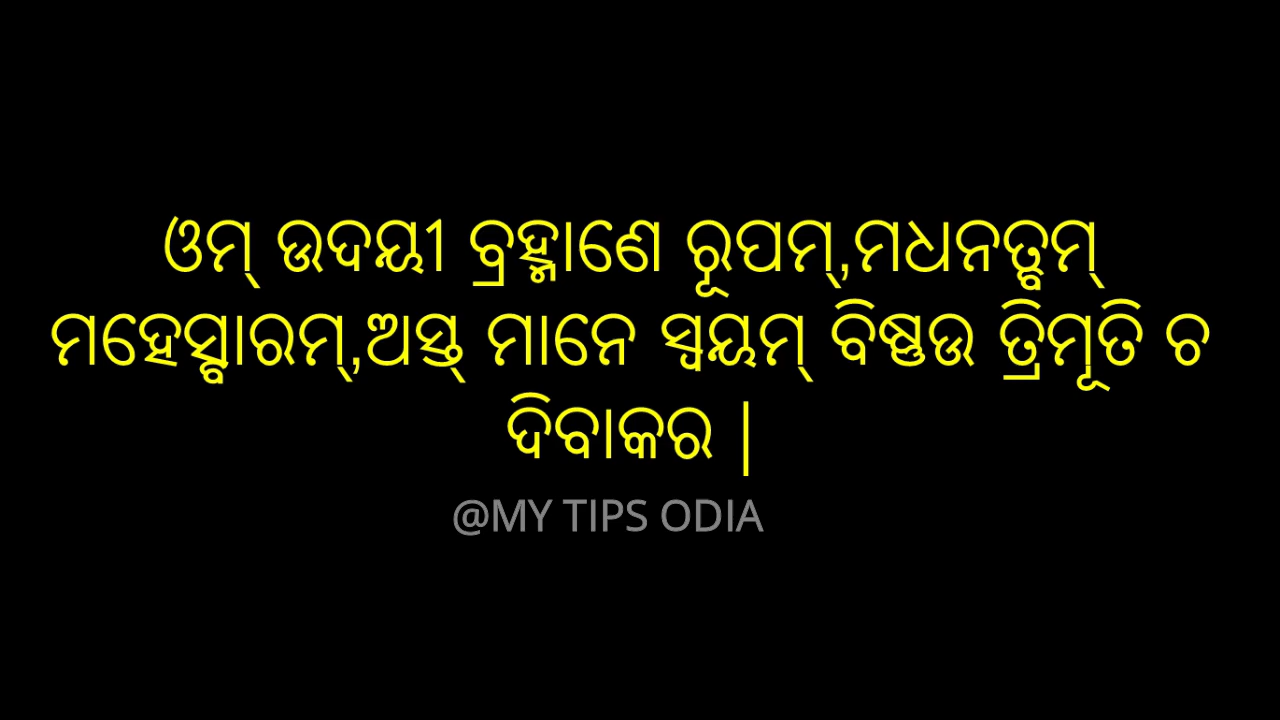 ଓମ୍ ଉଦୟୀ ବ୍ରହ୍ମାଣେ ରୂପମ୍,ମଧନତ୍ବମ୍
ମହେସ୍ବାରମ୍,ଅସ୍ତ୍ ମାନେ ସ୍ୱୟମ୍ ବିଷ୍ଣଉ ତ୍ରିମୂତି ଚ
ଦିବାକର |
@MY TIPS ODIA